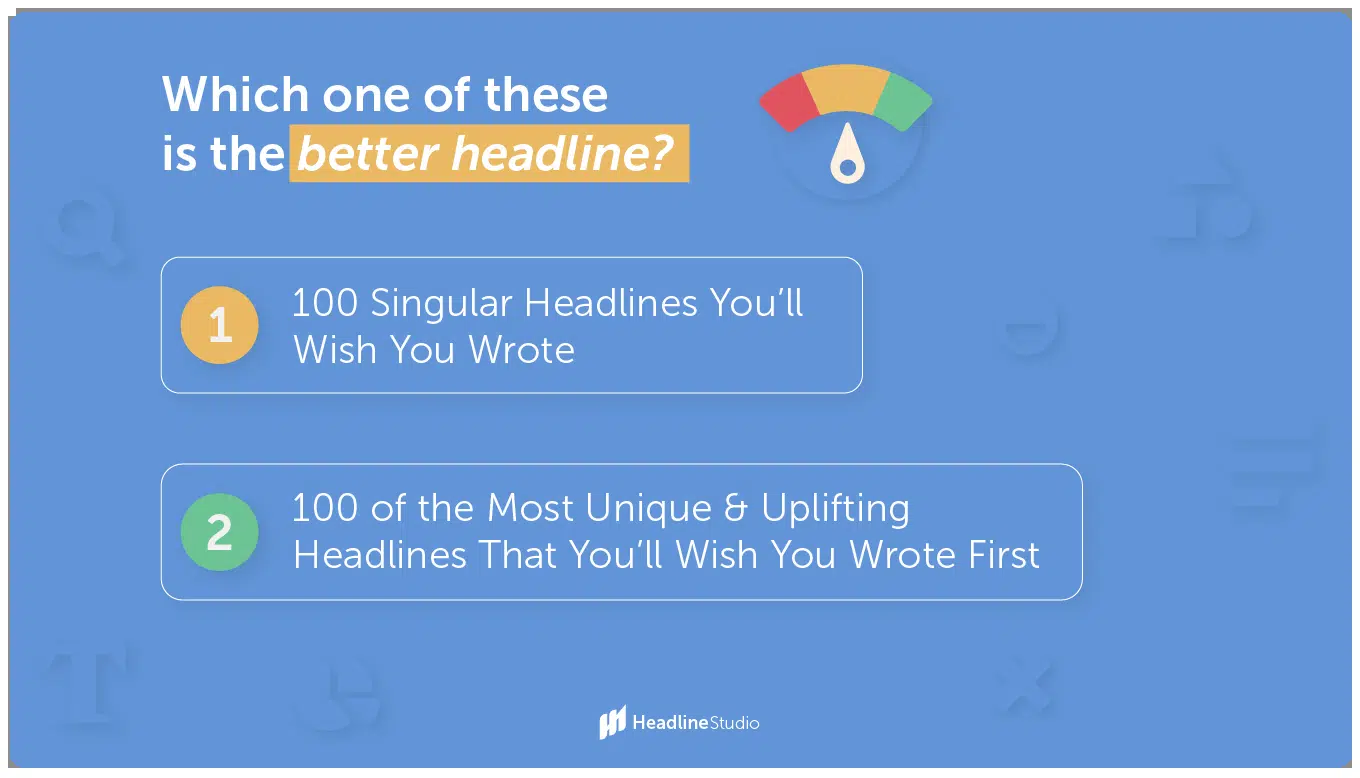 Which one of these
is the better headline?
1
100 Singular Headlines You’ll
Wish You Wrote
2
100 of the Most Unique & Uplifting
Headlines That You’ll Wish You Wrote First
HeadlineStudio